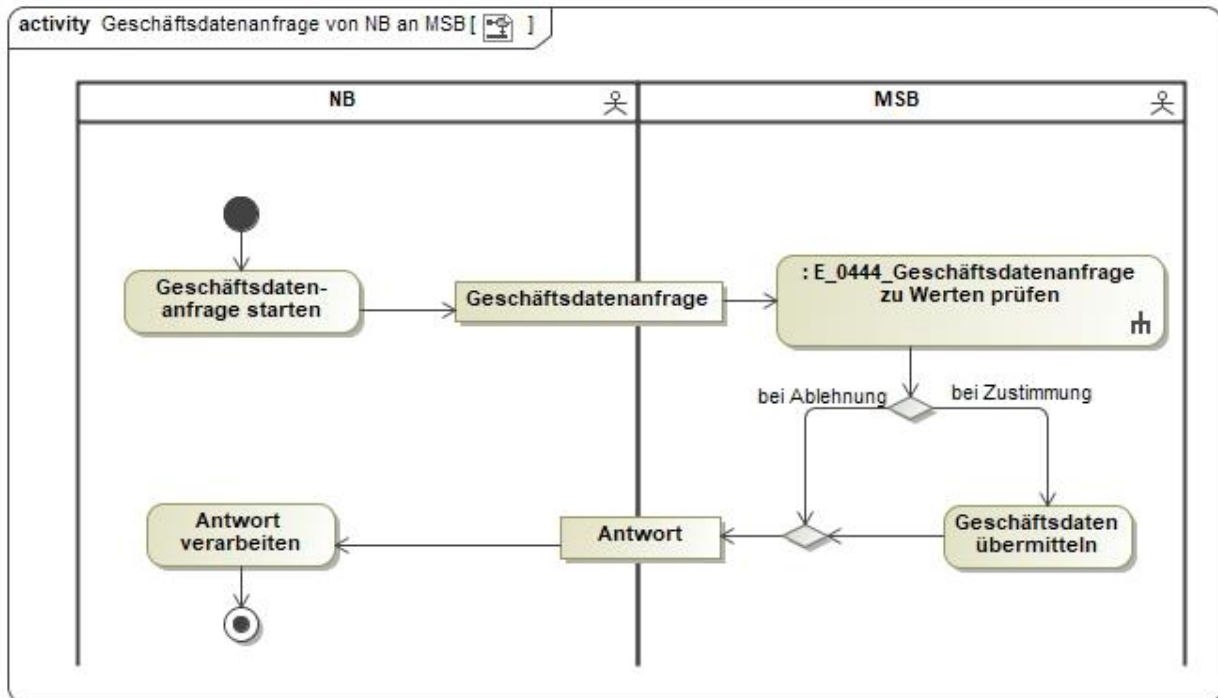 activity Geschäftsdatenanfrage von NB an MSB [ ]
NB
MSB
Geschäftsdaten-
anfrage starten
Geschäftsdatenanfrage
: E_0444_Geschäftsdatenanfrage
zu Werten prüfen
bei Ablehnung
bei Zustimmung
Antwort
verarbeiten
Antwort
Geschäftsdaten
übermitteln